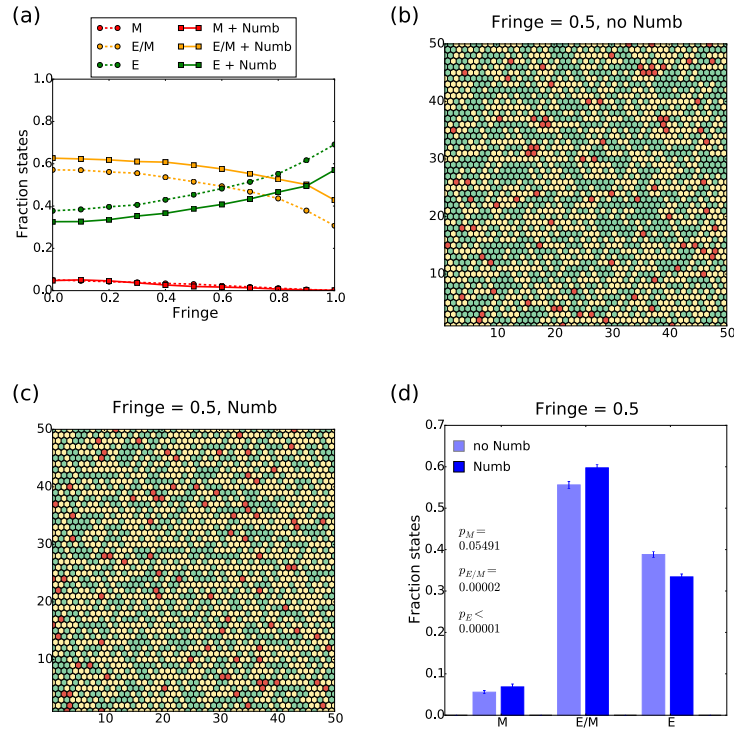 (a)
M
E/M
E
M + Numb
E/M + Numb
E + Numb
1.0
0.8
0.6
0.4
0.2
0.0
Fraction states
0.0 0.2 0.4 0.6 0.8 1.0
Fringe
(b)
Fringe = 0.5, no Numb
50
40
30
20
10
10 20 30 40 50
(c)
Fringe = 0.5, Numb
50
40
30
20
10
10 20 30 40 50
(d)
Fringe = 0.5
0.7
0.6
0.5
0.4
0.3
0.2
0.1
0.0
Fraction states
no Numb
Numb
p_M =
0.05491
p_E/M =
0.00002
p_E <
0.00001
M E/M E